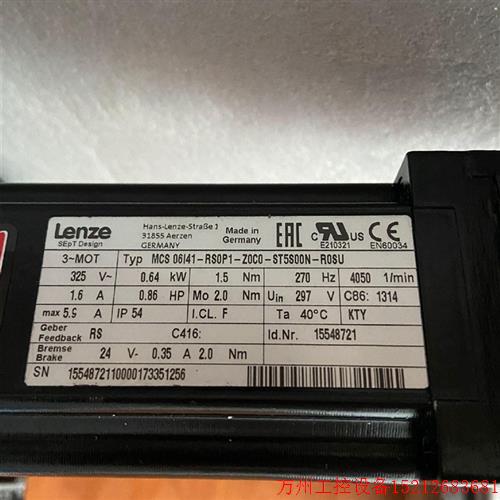 Lenze
SEpT Design
Hans-Lenze-Straße 1
31855 Aerzen
GERMANY
Made in
Germany
EAC
c RU us
E210321
CE
EN60034
3~MOT Typ MCS 06I41-RS0P1-Z0C0-ST5S00N-R0SU
325 V~ 0.64 kW 1.5 Nm 270 Hz 4050 1/min
1.6 A 0.86 HP Mo 2.0 Nm Uin 297 V C86: 1314
max 5.9 A IP 54 I.CL. F Ta 40°C KTY
Geber
Feedback RS C416: Id.Nr. 15548721
Bremse
Brake 24 V- 0.35 A 2.0 Nm
SN 1554872110000173351256
万州工控设备15212683681